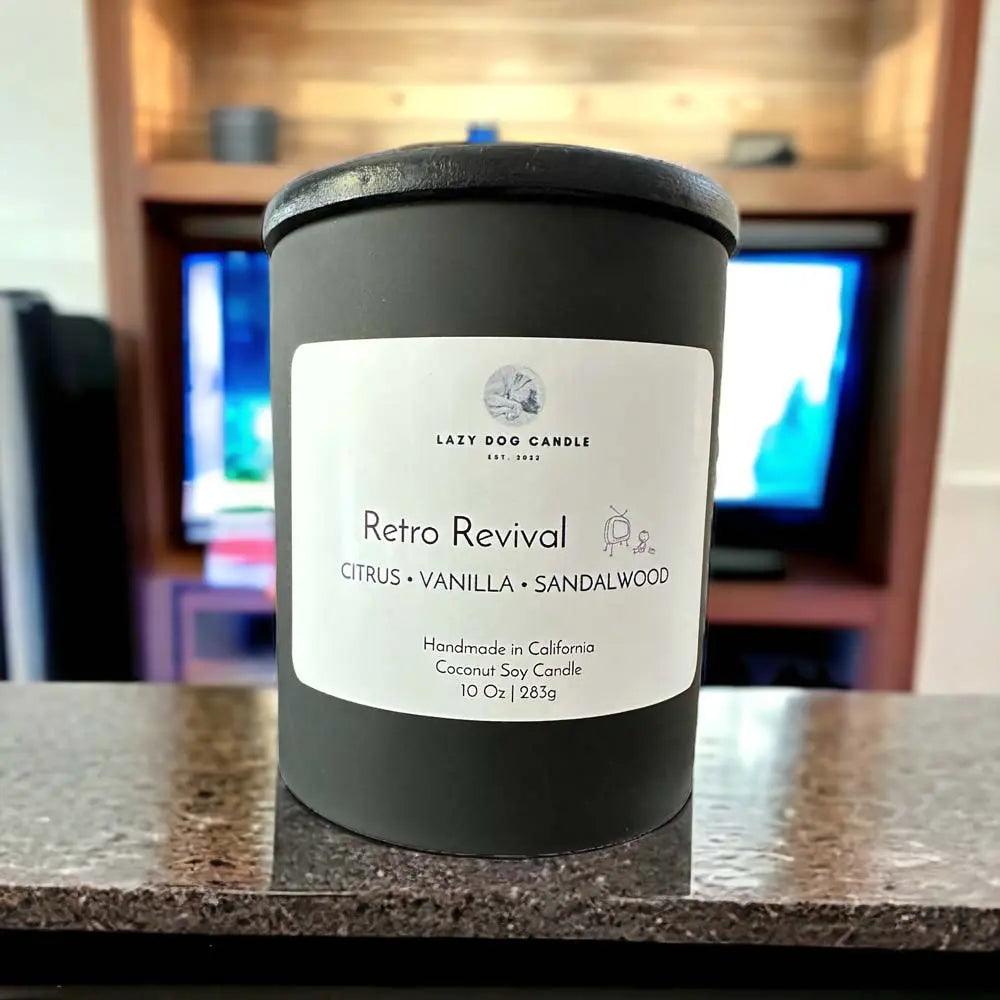 LAZY DOG CANDLE
EST. 2022
Retro Revival
CITRUS • VANILLA • SANDALWOOD
Handmade in California
Coconut Soy Candle
10 Oz | 283g